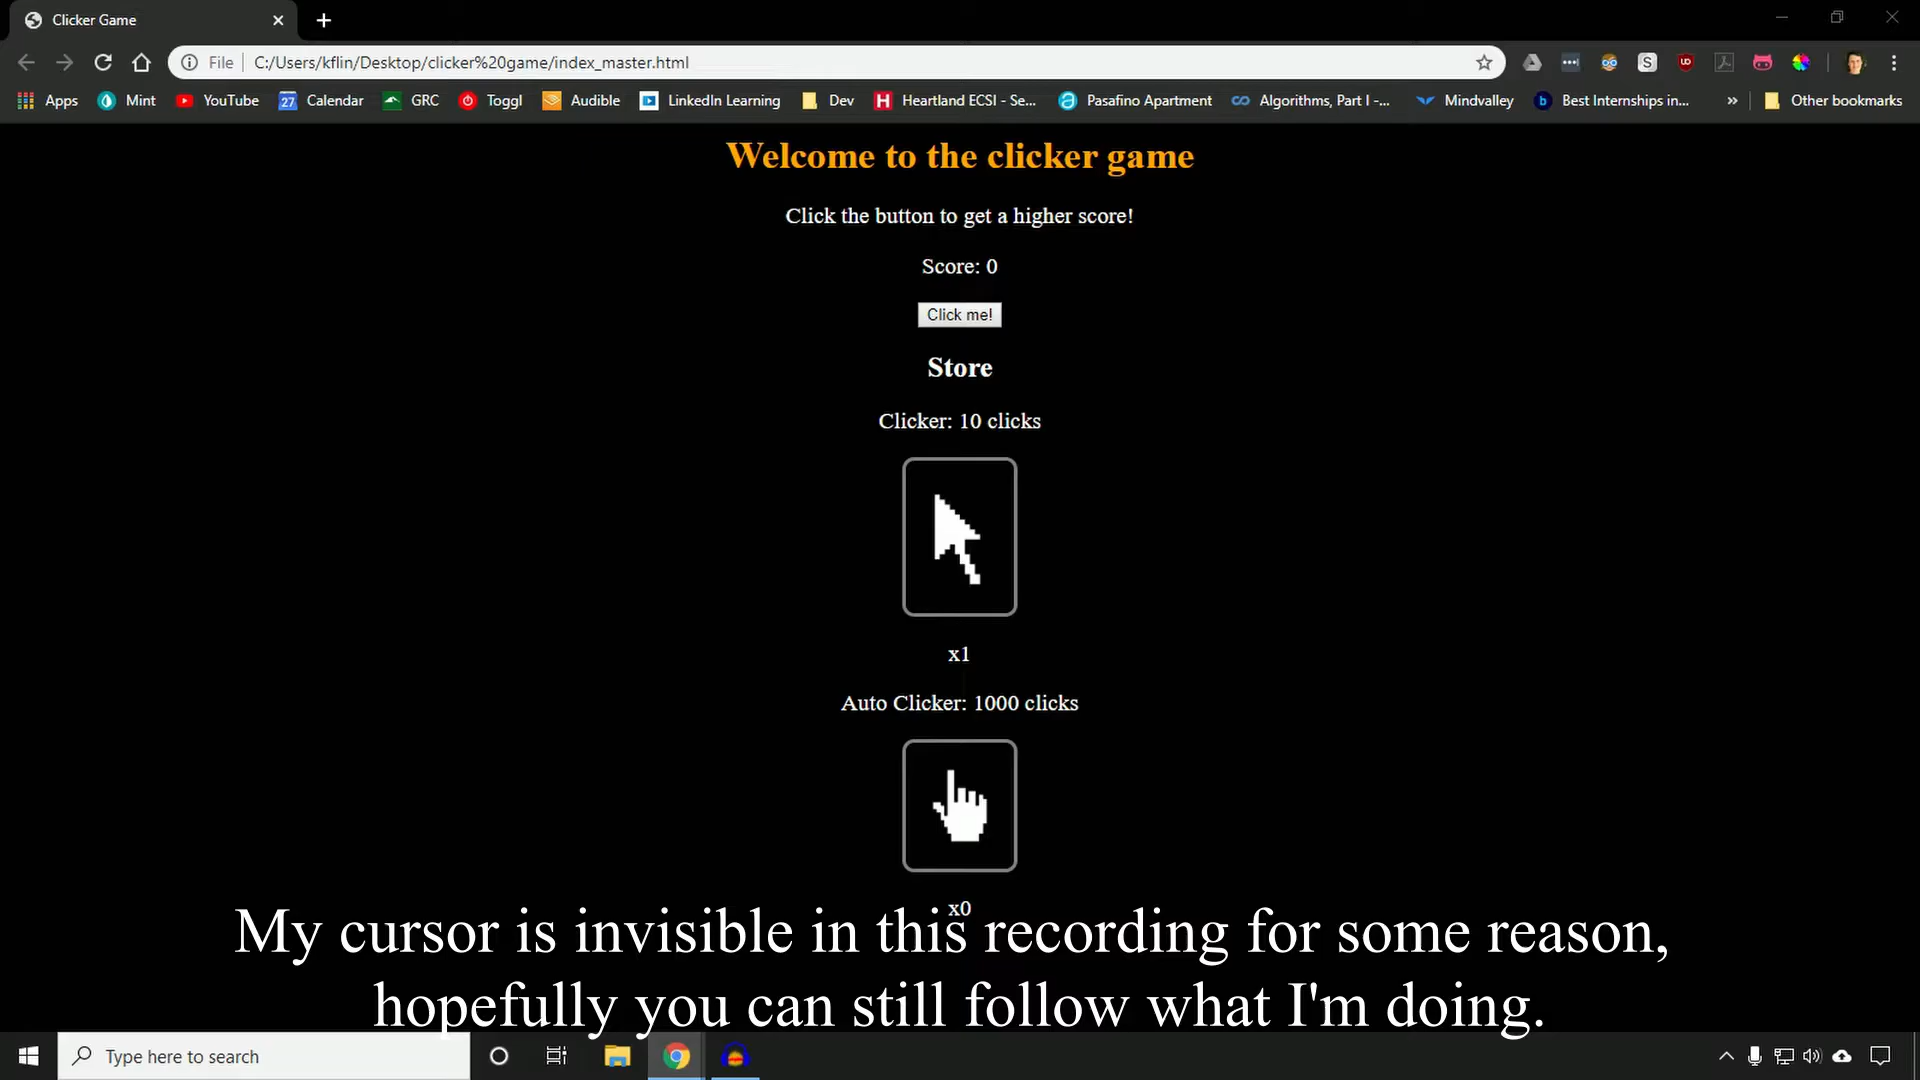 Clicker Game
File
C:/Users/kflin/Desktop/clicker%20game/index_master.html
Apps Mint YouTube 27 Calendar GRC Toggl Audible LinkedIn Learning Dev H Heartland ECSI - Se... Pasafino Apartment Algorithms, Part I -... Mindvalley b Best Internships in... » Other bookmarks
Welcome to the clicker game
Click the button to get a higher score!
Score: 0
Click me!
Store
Clicker: 10 clicks
x1
Auto Clicker: 1000 clicks
x0
My cursor is invisible in this recording for some reason,
hopefully you can still follow what I'm doing.
Type here to search